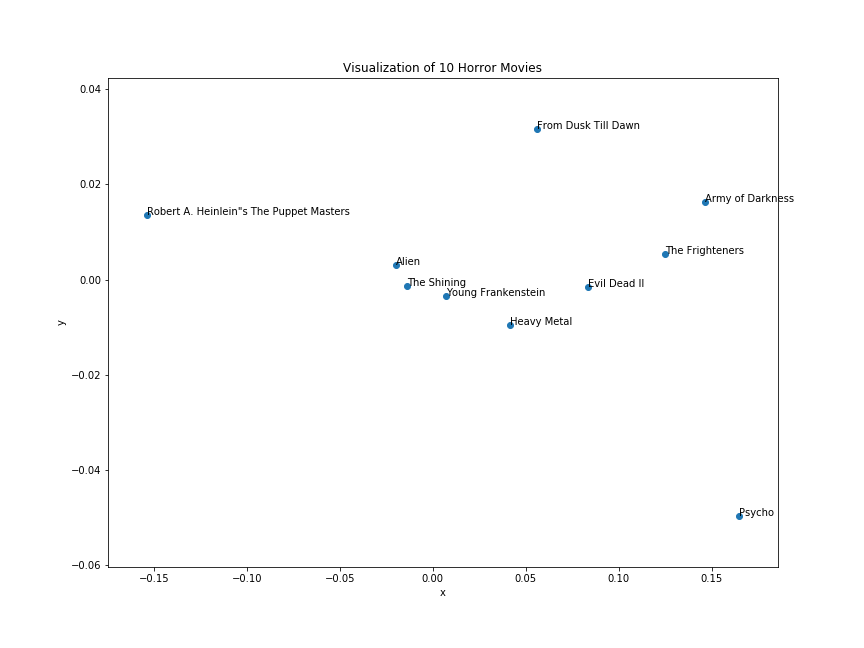 Visualization of 10 Horror Movies
0.04
From Dusk Till Dawn
0.02
Army of Darkness
Robert A. Heinlein"s The Puppet Masters
The Frighteners
Alien
0.00
The Shining
Evil Dead II
Young Frankenstein
Heavy Metal
y
−0.02
−0.04
Psycho
−0.06
−0.15 −0.10 −0.05 0.00 0.05 0.10 0.15
x